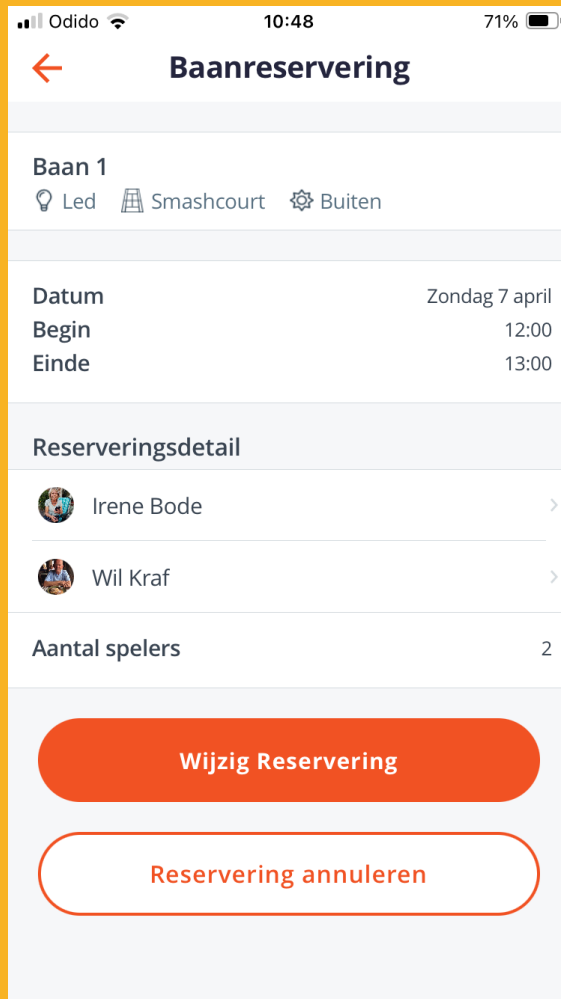 Odido 10:48 71%
Baanreservering
Baan 1
Led Smashcourt Buiten
Datum Zondag 7 april
Begin 12:00
Einde 13:00
Reserveringsdetail
Irene Bode
Wil Kraf
Aantal spelers 2
Wijzig Reservering
Reservering annuleren